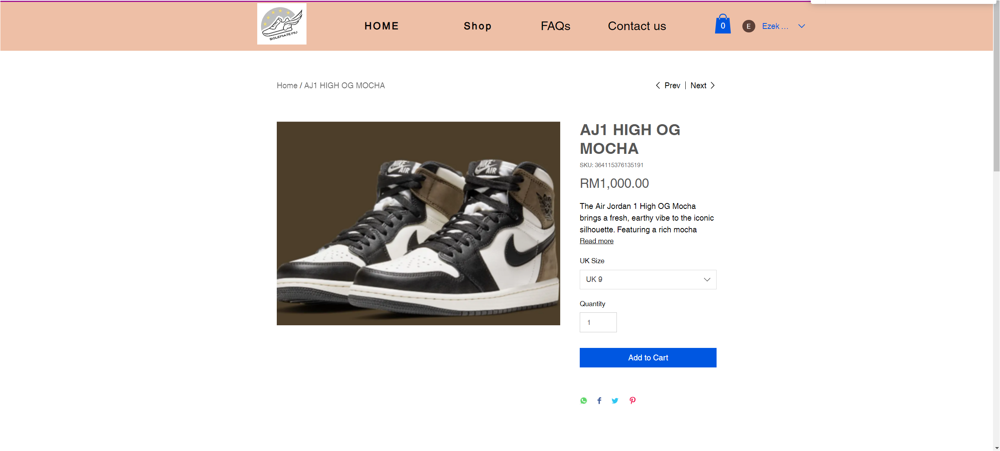 SOLEMATE MU
HOME
Shop
FAQs
Contact us
0
E
Ezek ...
Home / AJ1 HIGH OG MOCHA
Prev | Next
NIKE
AIR
NIKE
AIR
AJ1 HIGH OG
MOCHA
SKU: 364115376135191
RM1,000.00
The Air Jordan 1 High OG Mocha
brings a fresh, earthy vibe to the iconic
silhouette. Featuring a rich mocha
Read more
UK Size
UK 9
Quantity
1
Add to Cart